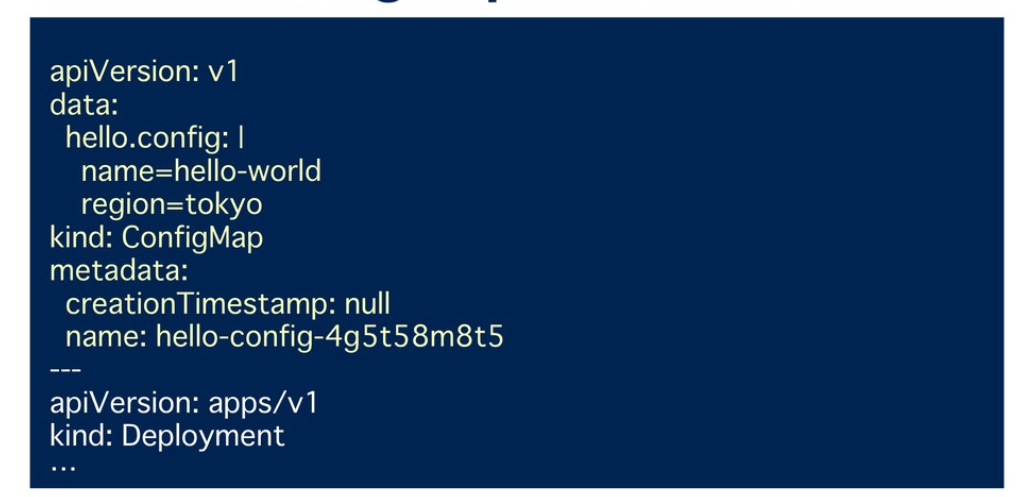 apiVersion: v1
data:
  hello.config: |
    name=hello-world
    region=tokyo
kind: ConfigMap
metadata:
  creationTimestamp: null
  name: hello-config-4g5t58m8t5
---
apiVersion: apps/v1
kind: Deployment
...